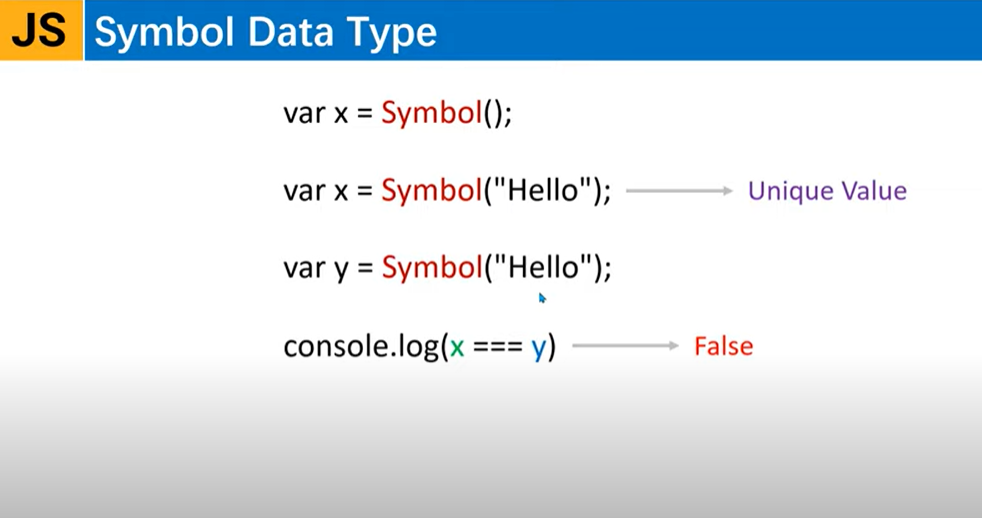 JS Symbol Data Type
var x = Symbol();
var x = Symbol("Hello"); Unique Value
var y = Symbol("Hello");
console.log(x === y) False